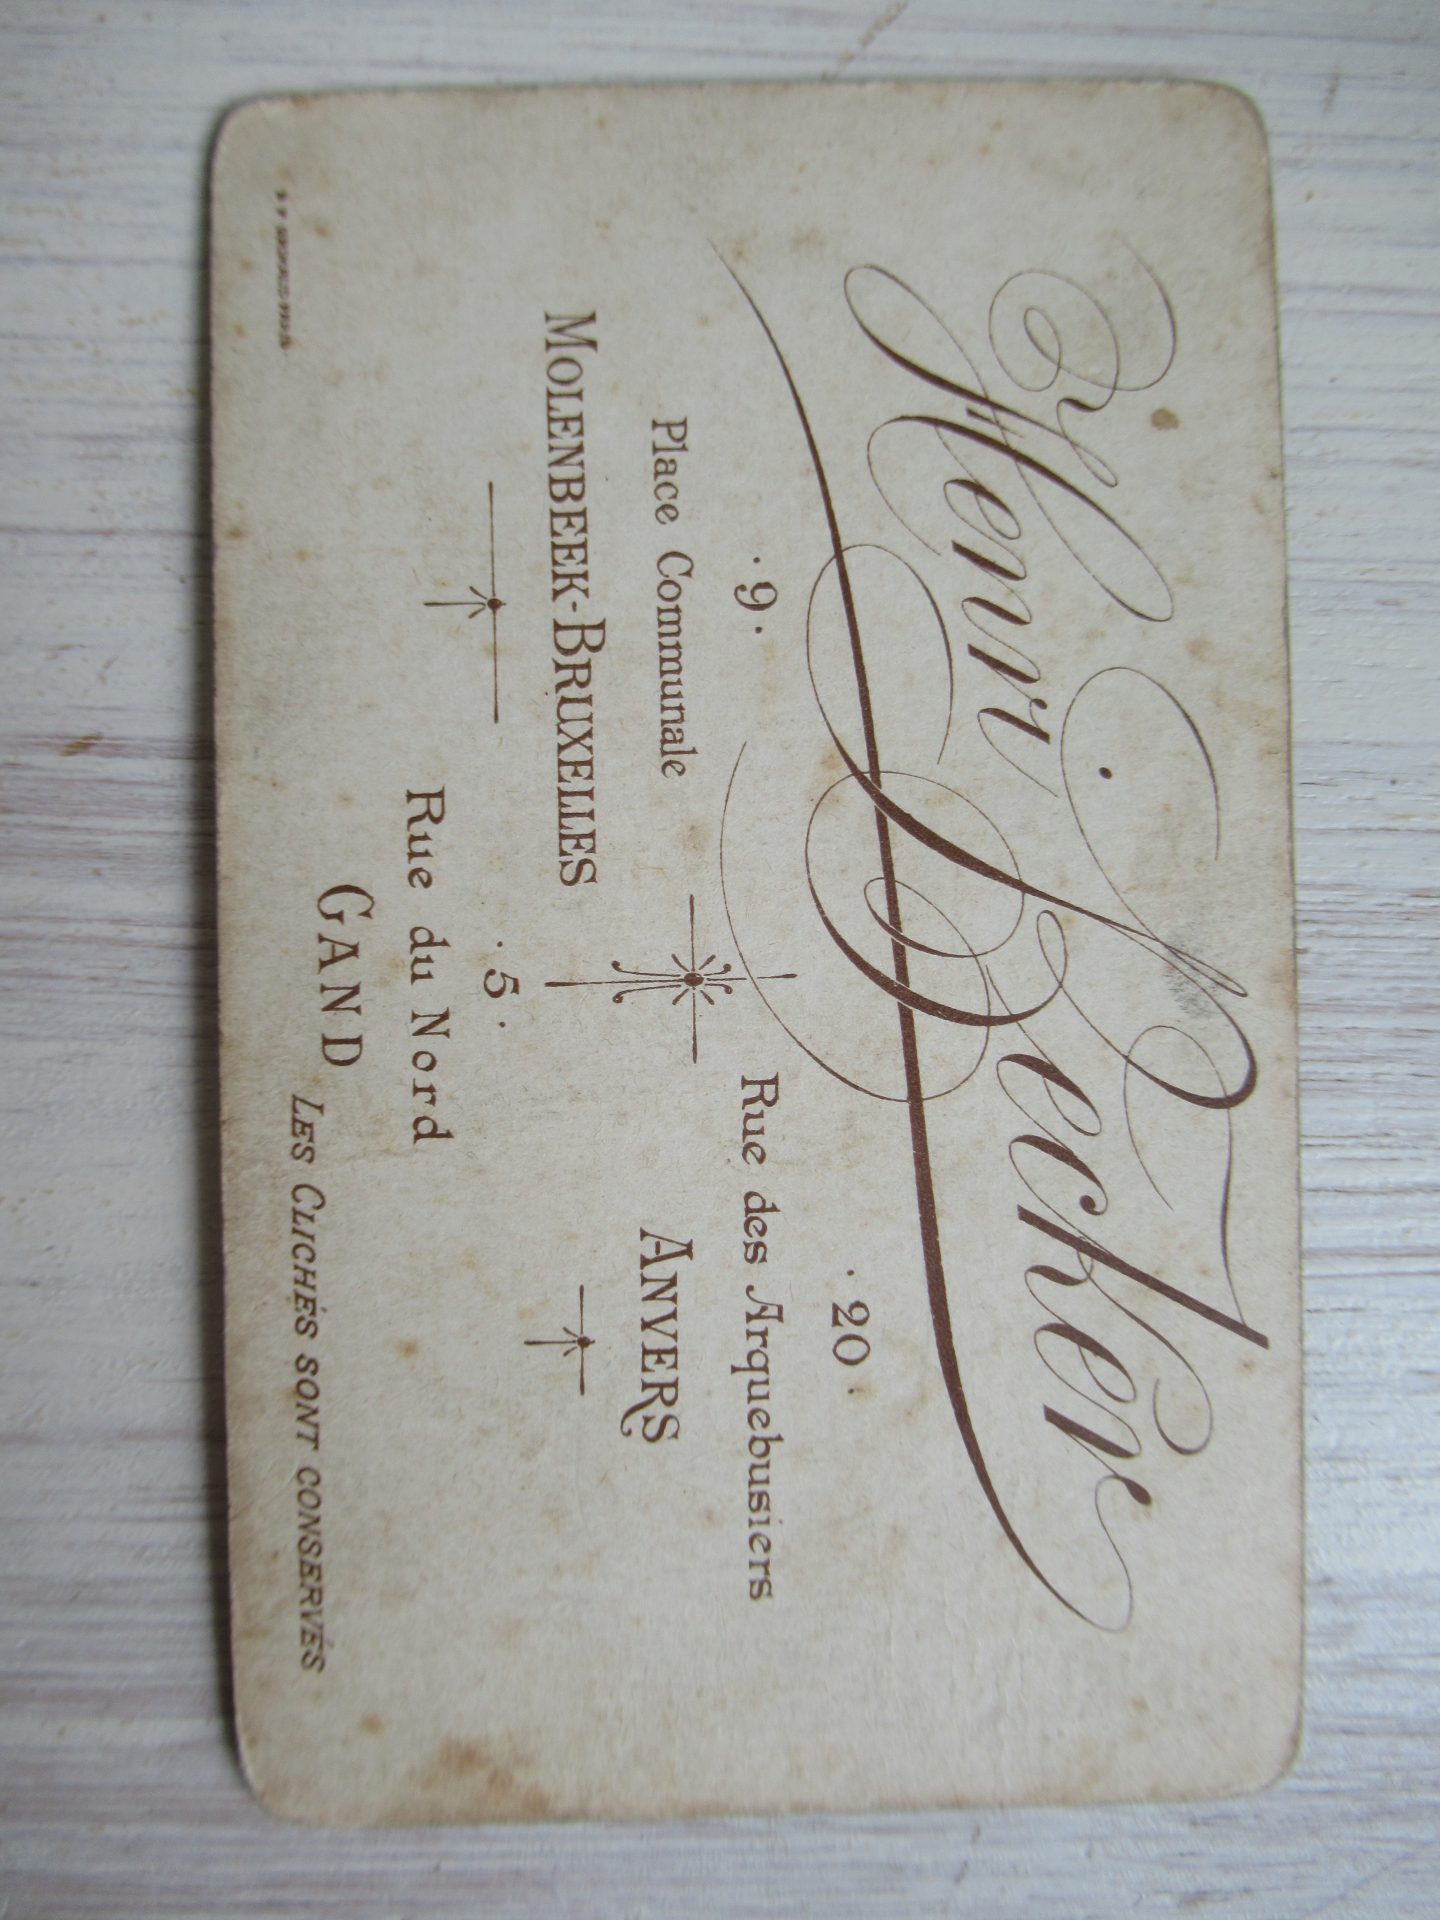 Henri Becker
· 9 ·
Place Communale
MOLENBEEK-BRUXELLES
· 20 ·
Rue des Arquebusiers
ANVERS
· 5 ·
Rue du Nord
GAND
LES CLICHÉS SONT CONSERVÉS